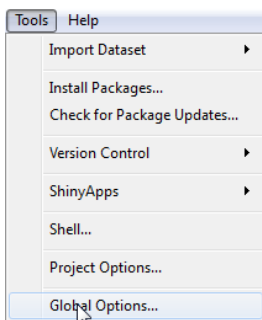 Tools Help
Import Dataset
Install Packages...
Check for Package Updates...
Version Control
ShinyApps
Shell...
Project Options...
Global Options...